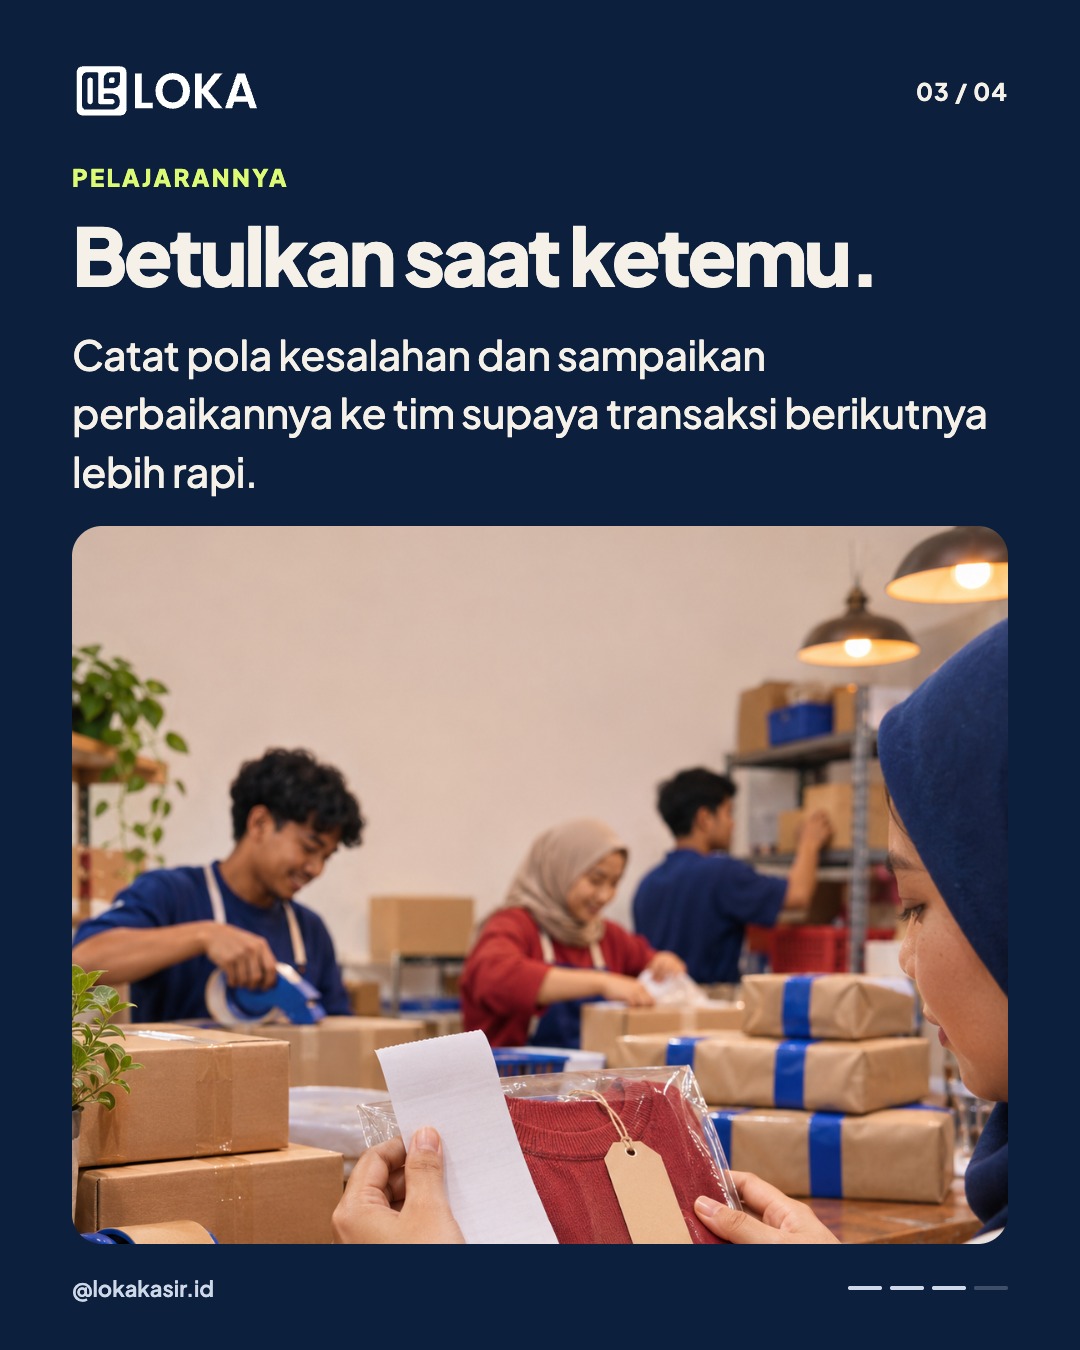 LOKA
03 / 04
PELAJARANNYA
Betulkan saat ketemu.
Catat pola kesalahan dan sampaikan
perbaikannya ke tim supaya transaksi berikutnya
lebih rapi.
@lokakasir.id